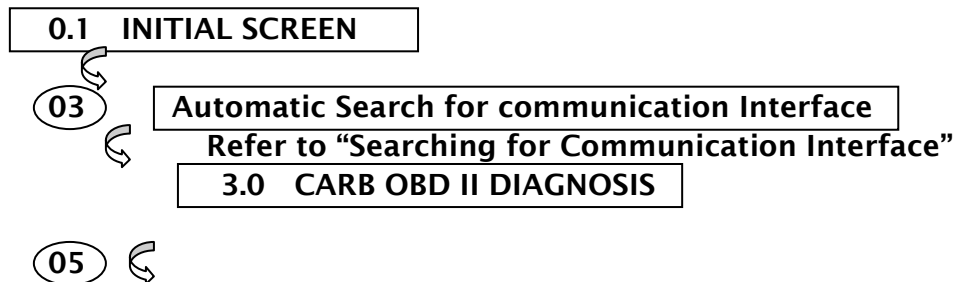 0.1 INITIAL SCREEN
03 Automatic Search for communication Interface
Refer to “Searching for Communication Interface”
3.0 CARB OBD II DIAGNOSIS
05